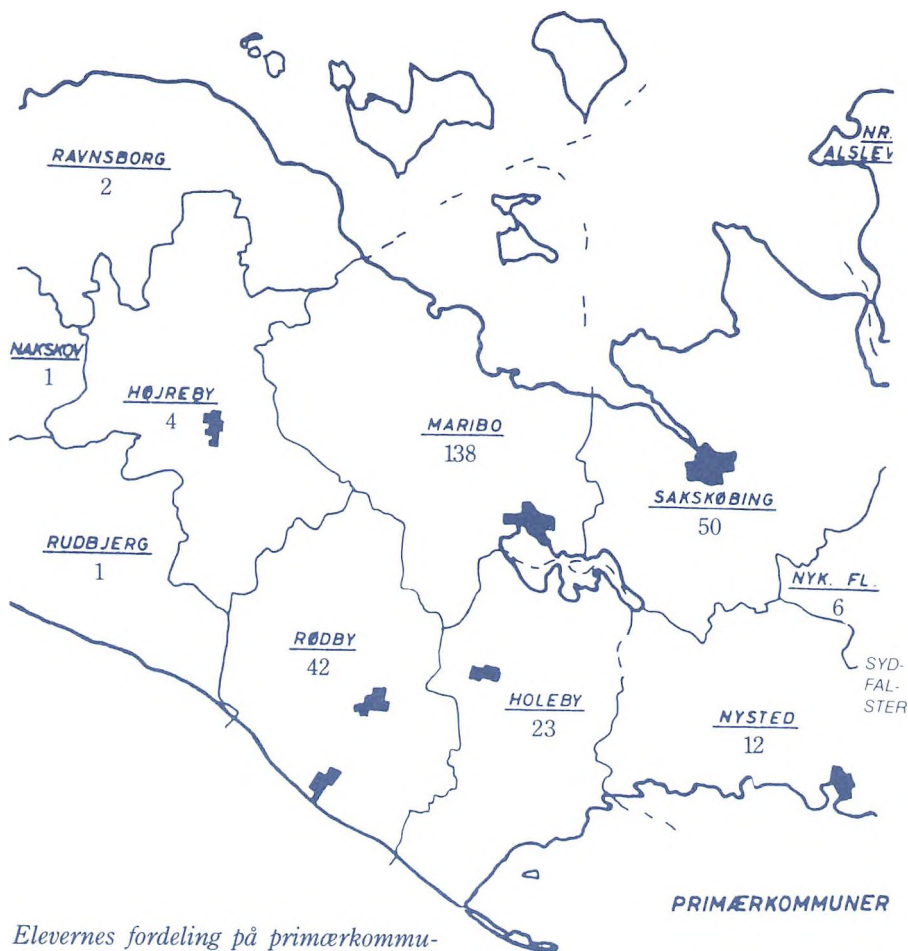 NR.
ALSLEV
RAVNSBORG
2
NAKSKOV
1
HØJREBY
4
MARIBO
138
SAKSKØBING
50
RUDBJERG
1
NYK. FL.
6
RØDBY
42
SYD-
FAL-
STER
HOLEBY
23
NYSTED
12
PRIMÆRKOMMUNER
Elevernes fordeling på primærkommu-